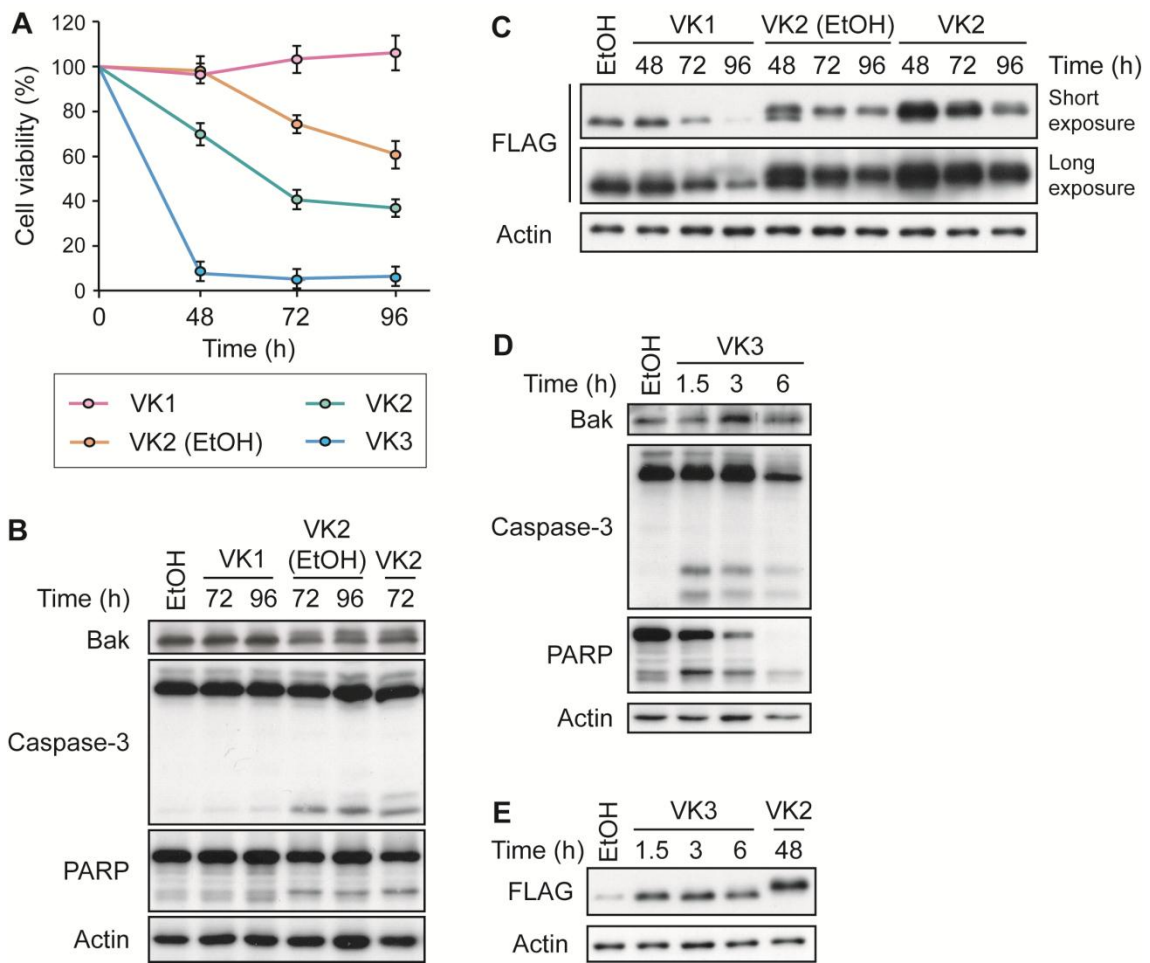 A
Cell viability (%)
120
100
80
60
40
20
0
0 48 72 96
Time (h)
VK1 VK2
VK2 (EtOH) VK3
B
EtOH VK1 VK2 (EtOH) VK2
Time (h) 72 96 72 96 72
Bak
Caspase-3
PARP
Actin
C
EtOH VK1 VK2 (EtOH) VK2
48 72 96 48 72 96 48 72 96 Time (h)
FLAG
Short exposure
Long exposure
Actin
D
EtOH VK3
Time (h) 1.5 3 6
Bak
Caspase-3
PARP
Actin
E
EtOH VK3 VK2
Time (h) 1.5 3 6 48
FLAG
Actin